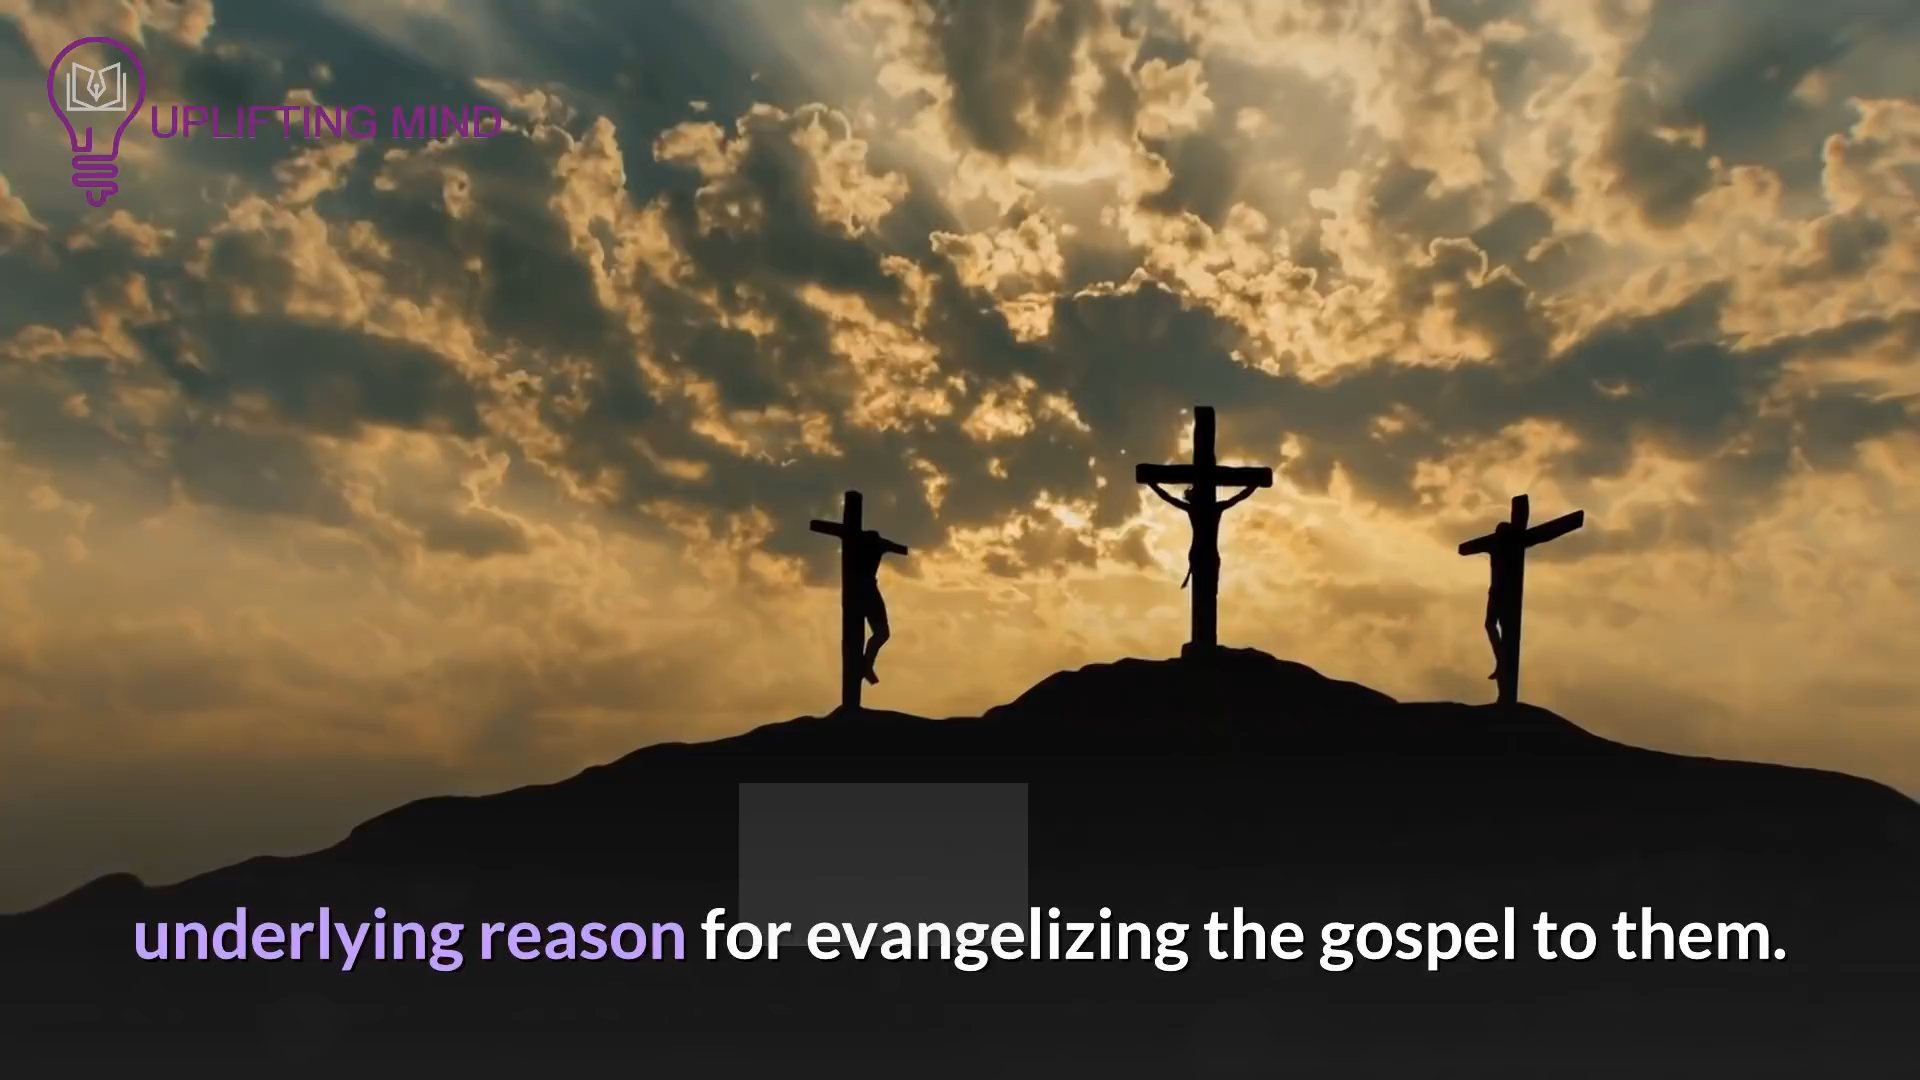 UPLIFTING MIND
underlying reason for evangelizing the gospel to them.